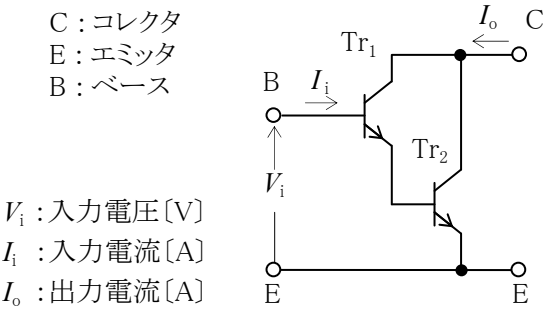 C:コレクタ
E:エミッタ
B:ベース
Io
C
Tr1
B
Ii
Tr2
Vi
Vi:入力電圧〔V〕
Ii:入力電流〔A〕
Io:出力電流〔A〕
E
E